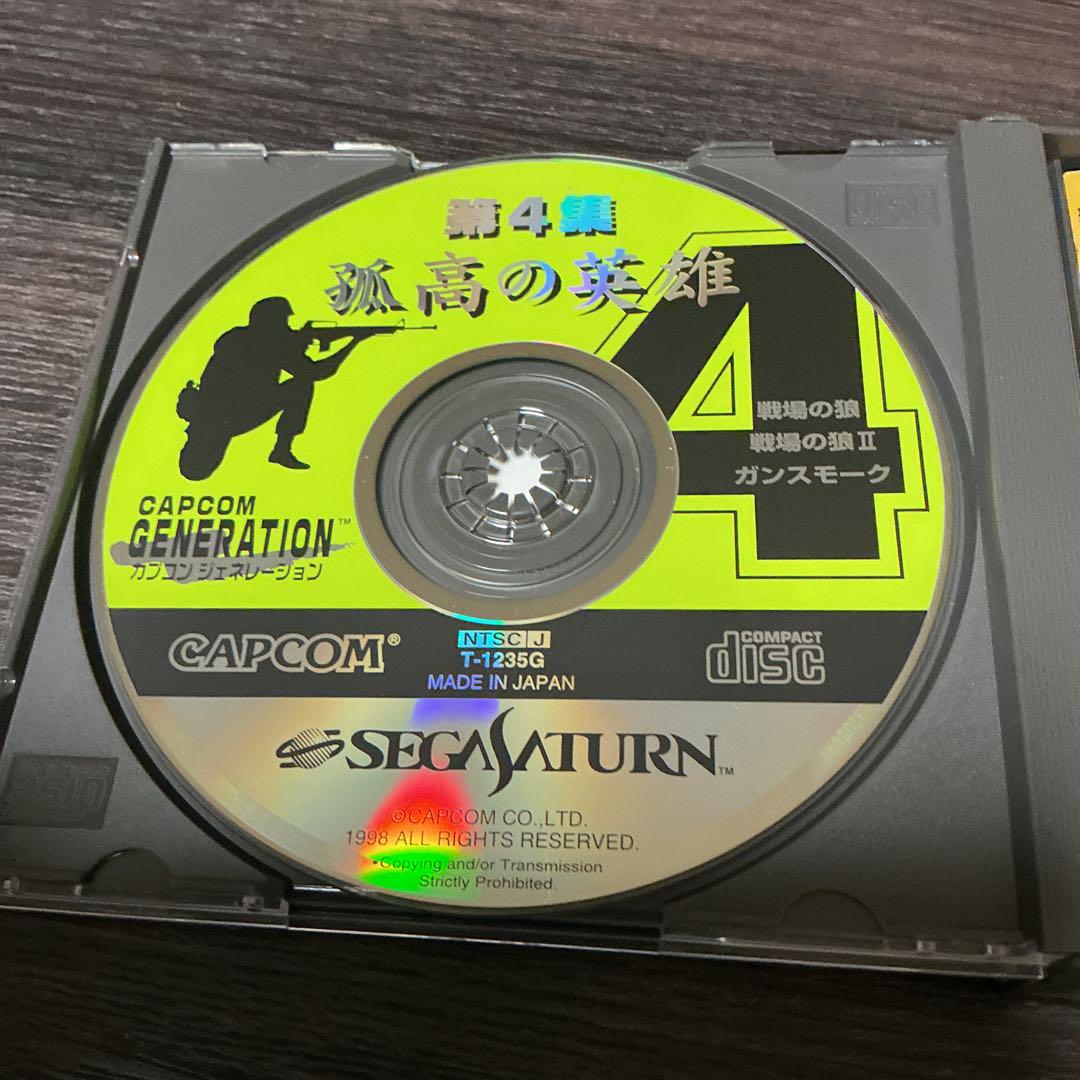 第4集
孤高の英雄
4
戦場の狼
戦場の狼II
ガンスモーク
CAPCOM
GENERATION™
カプコン ジェネレーション
CAPCOM®
NTSC J
T-1235G
MADE IN JAPAN
COMPACT
disc
SEGASATURN™
©CAPCOM CO.,LTD.
1998 ALL RIGHTS RESERVED.
•Copying and/or Transmission
Strictly Prohibited.